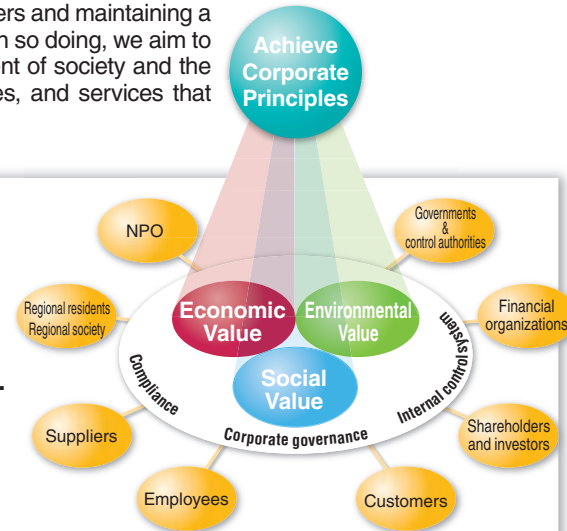 ers and maintaining a
n so doing, we aim to
ent of society and the
es, and services that
Achieve
Corporate
Principles
NPO
Governments
&
control authorities
Regional residents
Regional society
Economic
Value
Environmental
Value
Financial
organizations
Social
Value
Compliance
Corporate governance
Internal control system
Suppliers
Shareholders
and investors
Employees
Customers